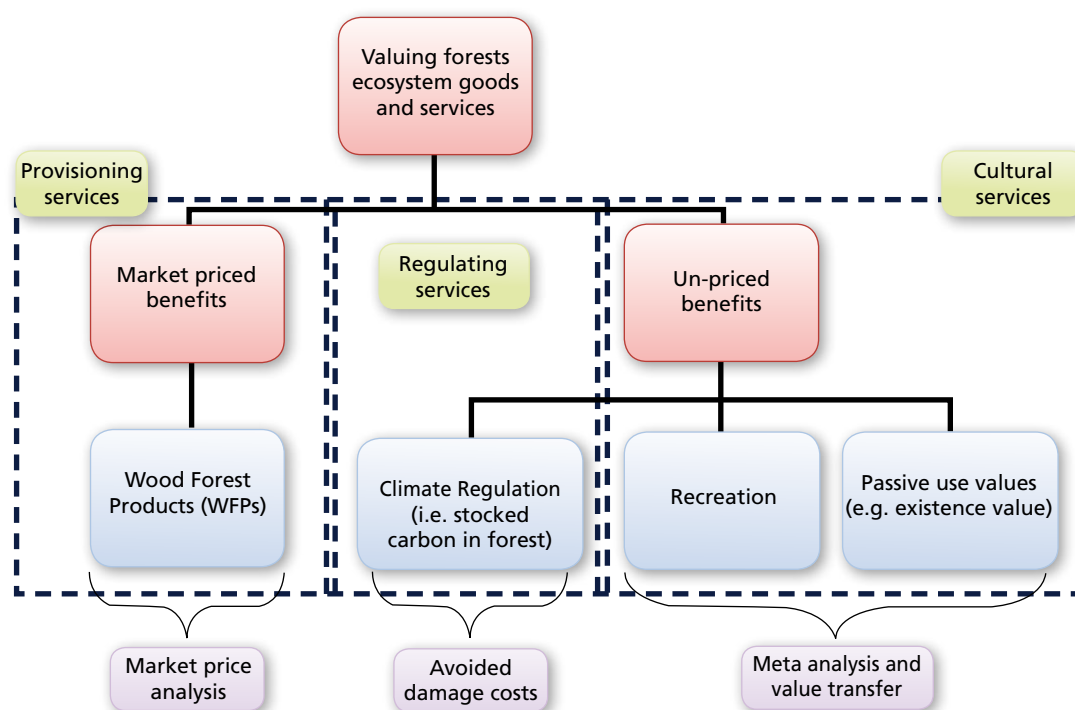 Valuing forests
ecosystem goods
and services
Provisioning
services
Cultural
services
Market priced
benefits
Regulating
services
Un-priced
benefits
Wood Forest
Products (WFPs)
Climate Regulation
(i.e. stocked
carbon in forest)
Recreation
Passive use values
(e.g. existence value)
Market price
analysis
Avoided
damage costs
Meta analysis and
value transfer